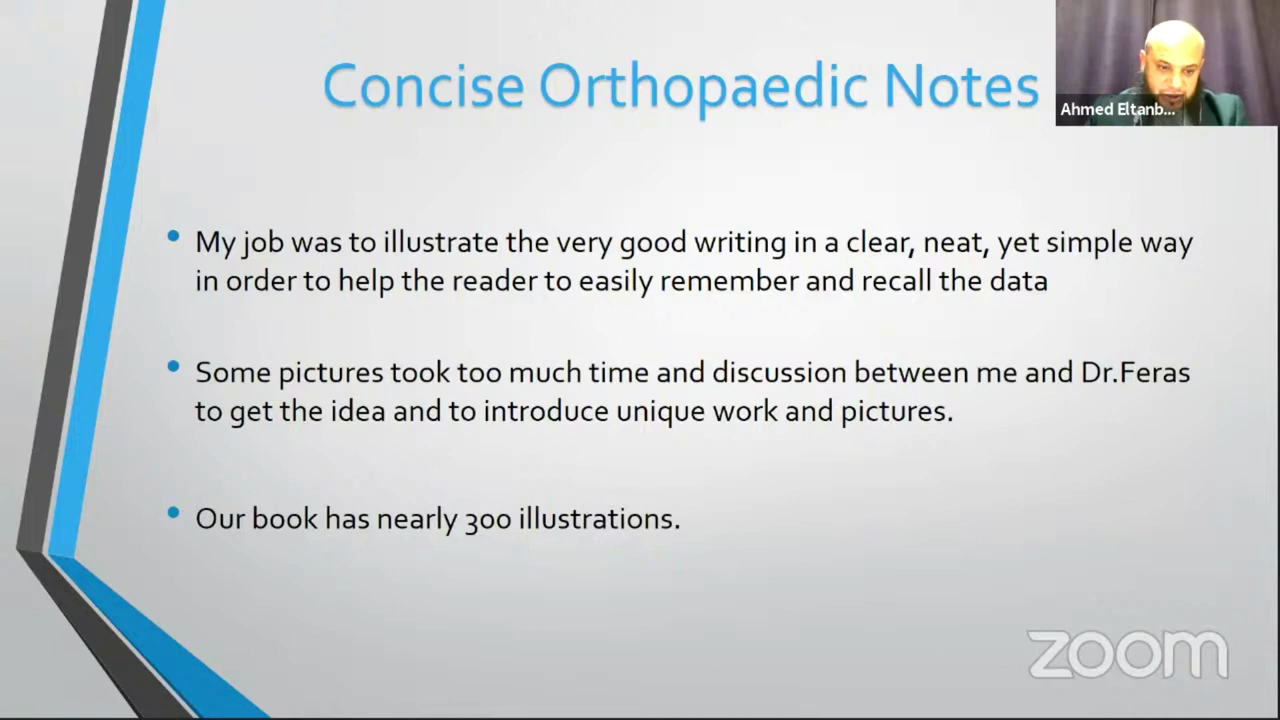 Concise Orthopaedic Notes
Ahmed Eltanb...
• My job was to illustrate the very good writing in a clear, neat, yet simple way
in order to help the reader to easily remember and recall the data
• Some pictures took too much time and discussion between me and Dr.Feras
to get the idea and to introduce unique work and pictures.
• Our book has nearly 300 illustrations.
zoom